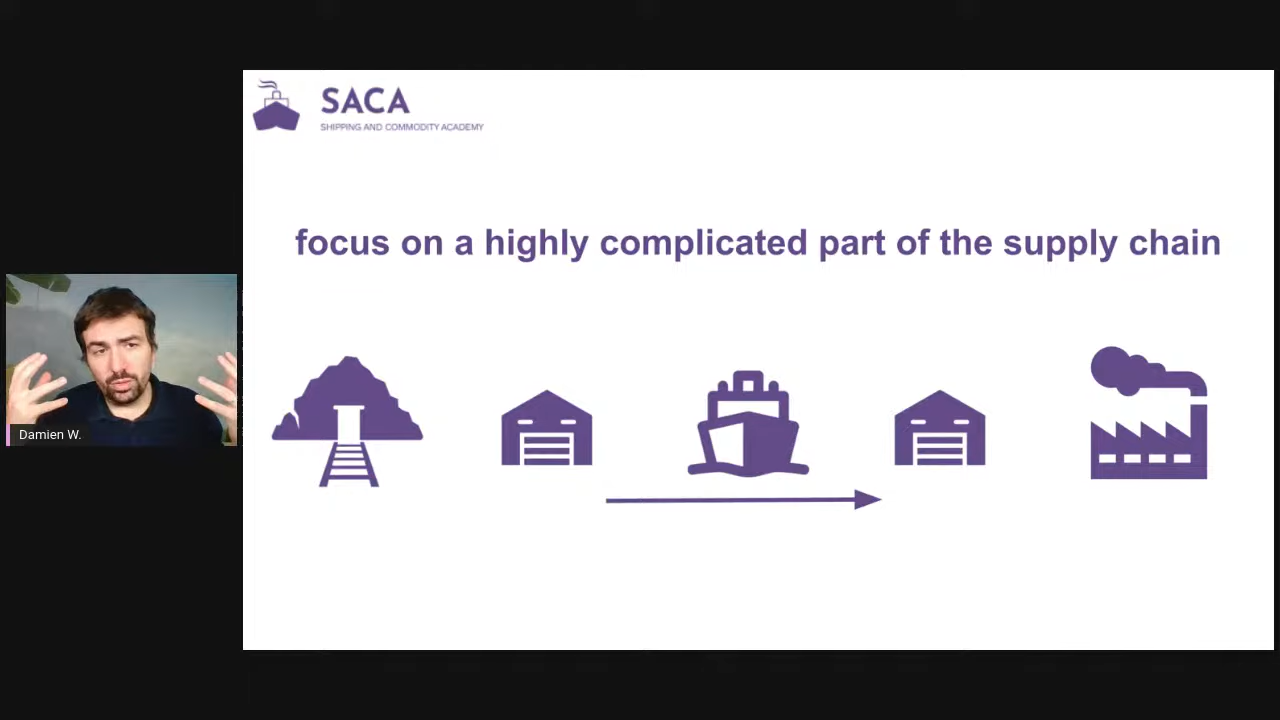 SACA
SHIPPING AND COMMODITY ACADEMY
focus on a highly complicated part of the supply chain
Damien W.